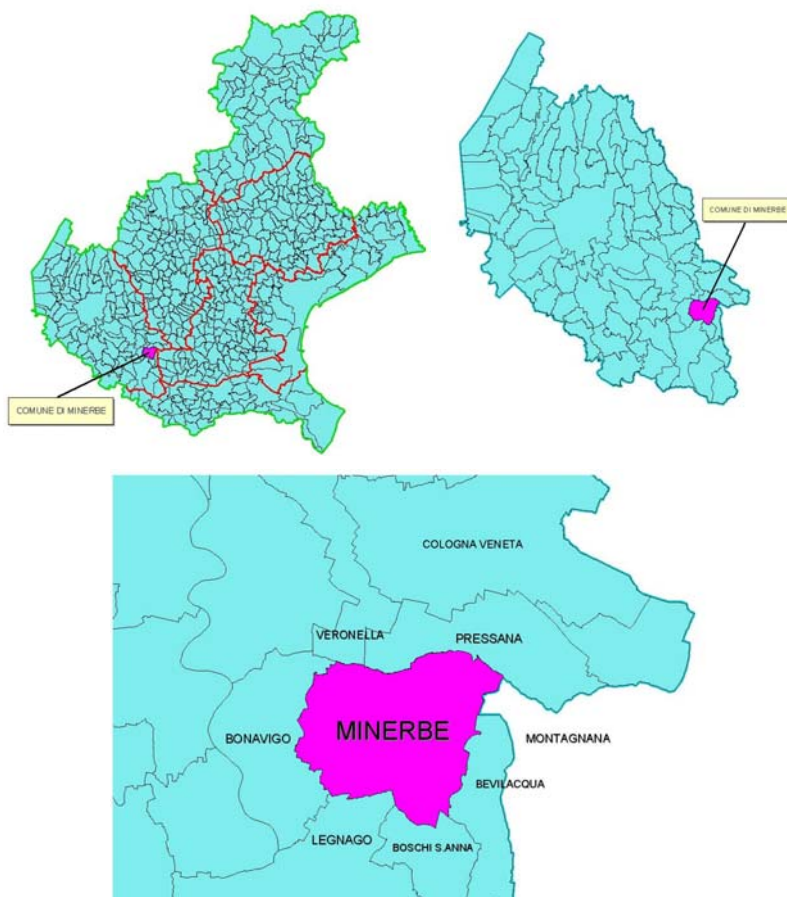 COMUNE DI MINERBE
COMUNE DI MINERBE
COLOGNA VENETA
VERONELLA
PRESSANA
BONAVIGO
MINERBE
MONTAGNANA
BEVILACQUA
LEGNAGO
BOSCHI S.ANNA